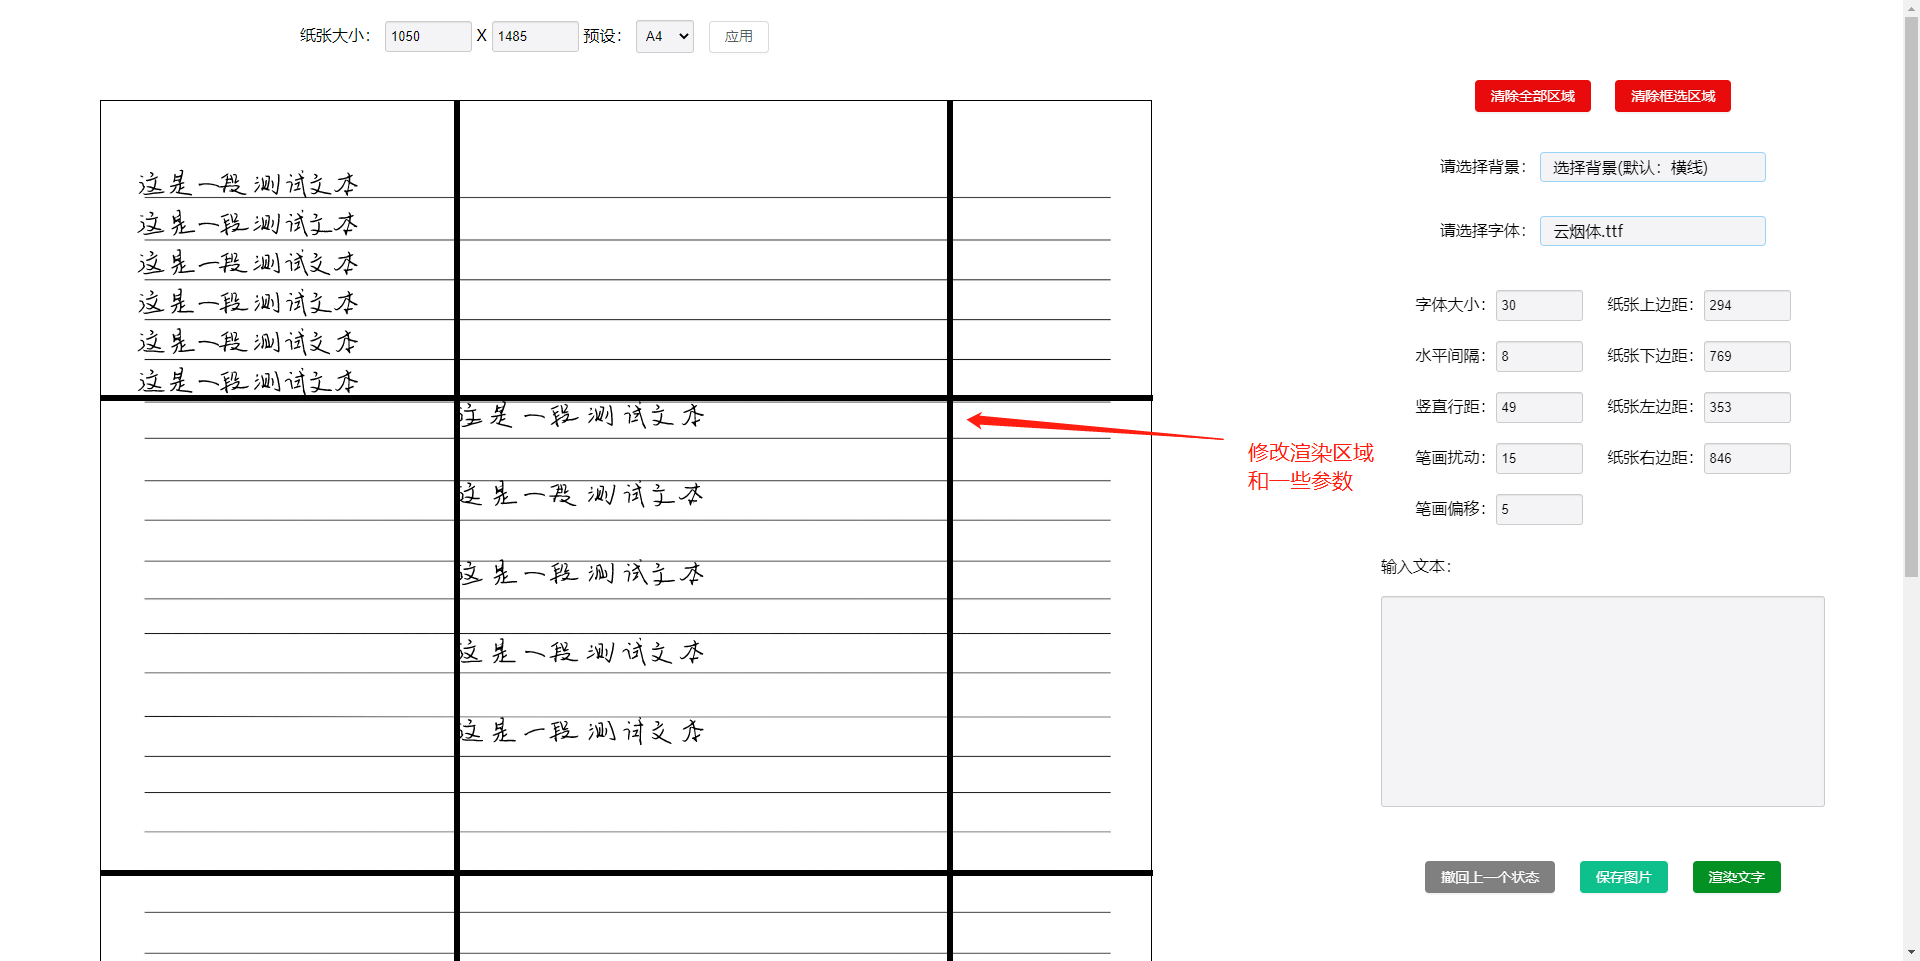 纸张大小： 1050 X 1485 预设： A4 应用
清除全部区域 清除框选区域
请选择背景： 选择背景(默认：横线)
请选择字体： 云烟体.ttf
字体大小： 30 纸张上边距： 294
水平间隔： 8 纸张下边距： 769
竖直行距： 49 纸张左边距： 353
笔画扰动： 15 纸张右边距： 846
笔画偏移： 5
输入文本：
撤回上一个状态 保存图片 渲染文字
这是一段测试文本
这是一段测试文本
这是一段测试文本
这是一段测试文本
这是一段测试文本
这是一段测试文本
这是一段测试文本
这是一段测试文本
这是一段测试文本
这是一段测试文本
这是一段测试文本
修改渲染区域
和一些参数